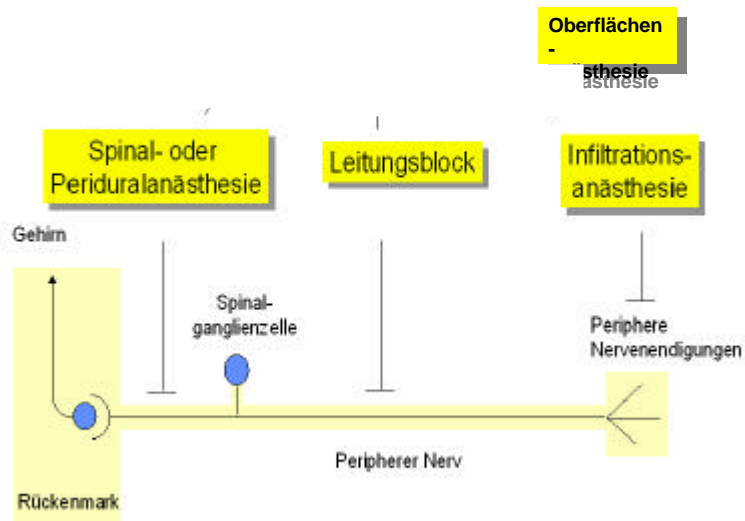 Oberflächen
-
ästhesie
Spinal- oder
Periduralanästhesie
Leitungsblock
Infiltrations-
anästhesie
Gehirn
Spinal-
ganglienzelle
Periphere
Nervenendigungen
Peripherer Nerv
Rückenmark